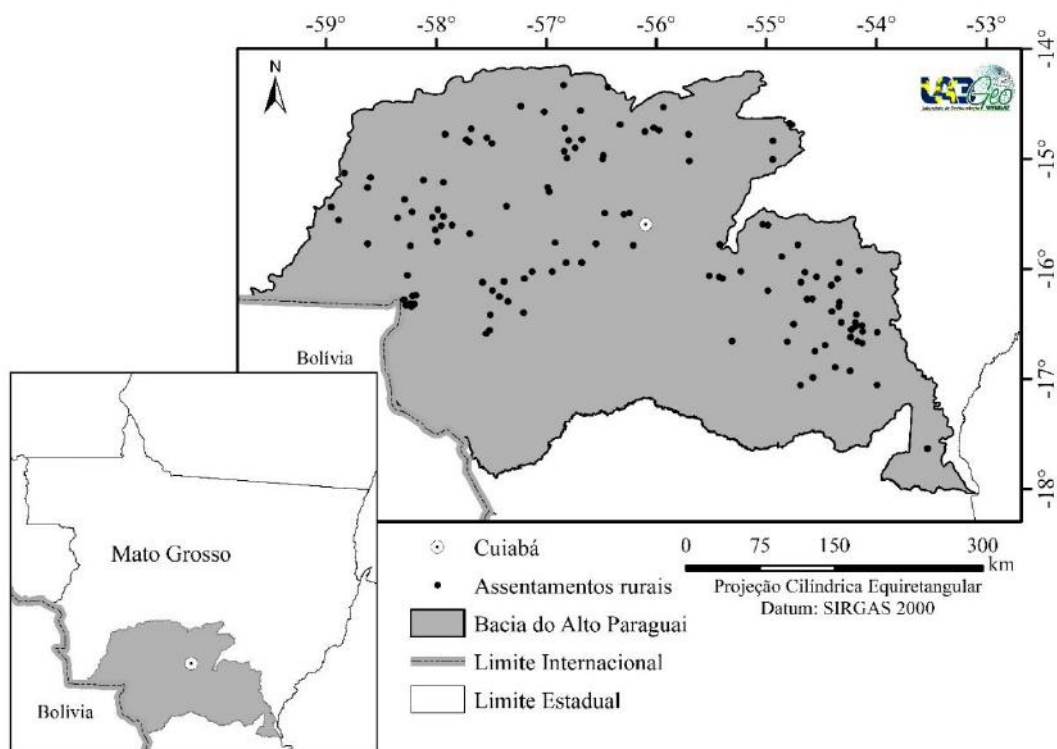 -59° -58° -57° -56° -55° -54° -53°
-14°
-15°
-16°
-17°
-18°
N
Geo
Bolívia
Mato Grosso
Bolívia
Cuiabá
Assentamentos rurais
Bacia do Alto Paraguai
Limite Internacional
Limite Estadual
0 75 150 300
km
Projeção Cilíndrica Equiretangular
Datum: SIRGAS 2000